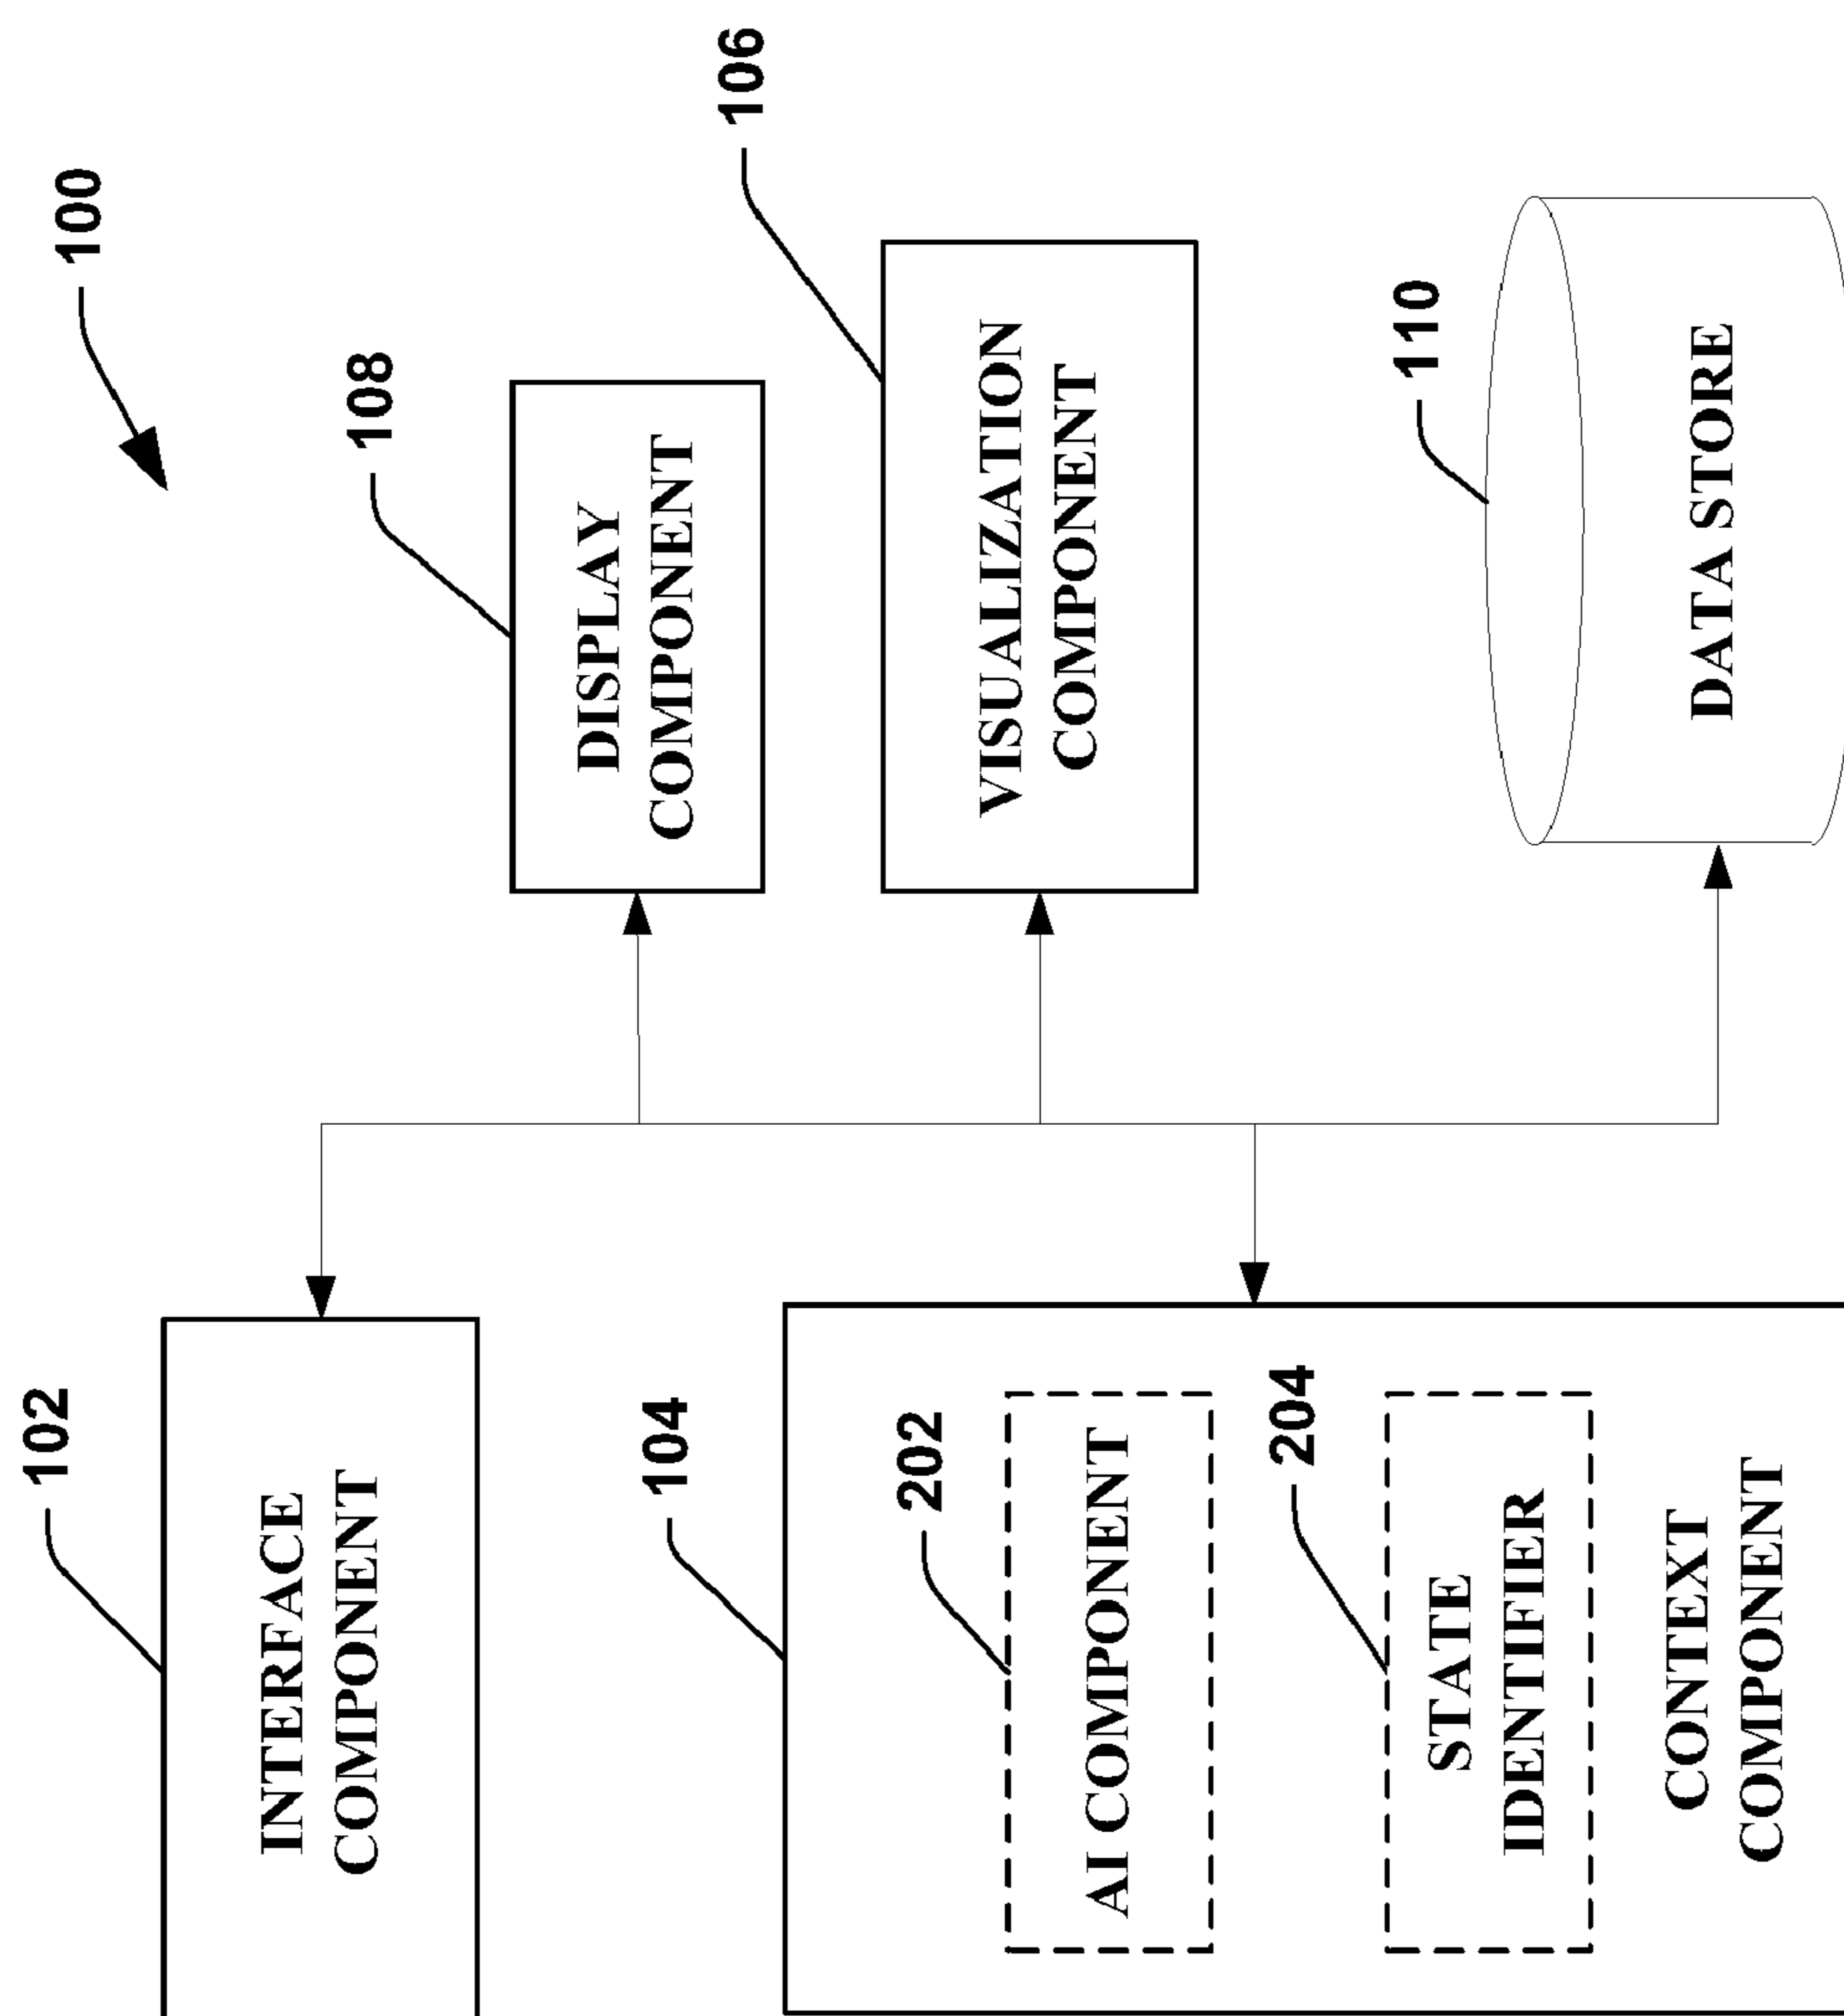 100
102
INTERFACE
COMPONENT
108
DISPLAY
COMPONENT
104
202
AI COMPONENT
204
STATE
IDENTIFIER
CONTEXT
COMPONENT
106
VISUALIZATION
COMPONENT
110
DATA STORE